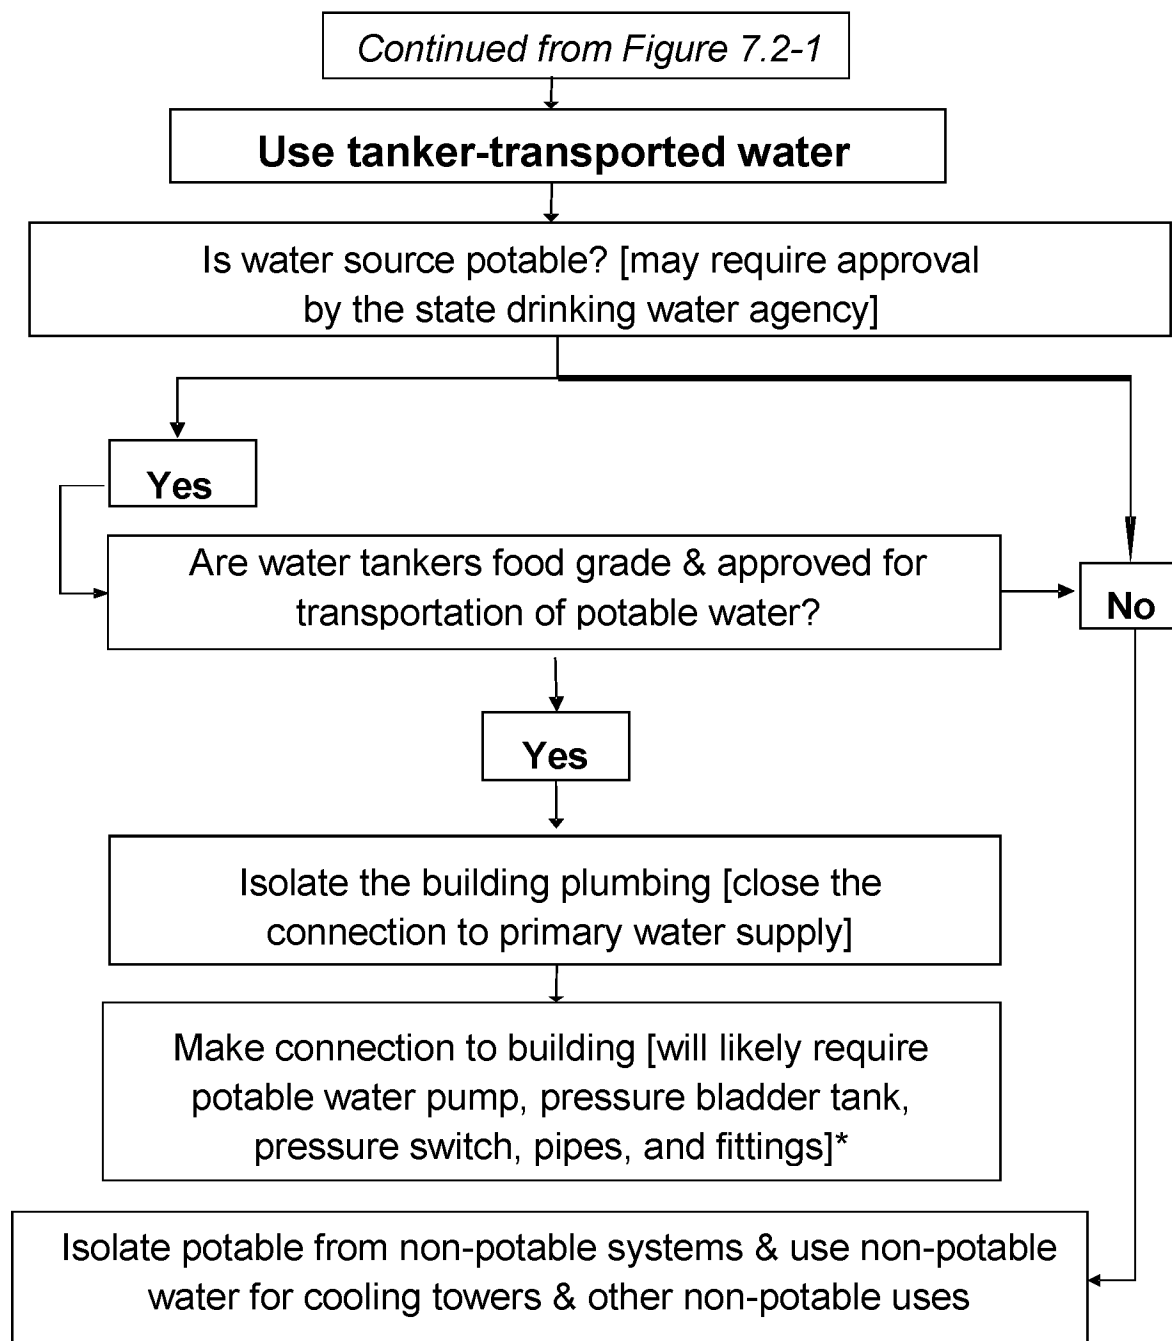 Continued from Figure 7.2-1
Use tanker-transported water
Is water source potable? [may require approval
by the state drinking water agency]
Yes
Are water tankers food grade & approved for
transportation of potable water?
No
Yes
Isolate the building plumbing [close the
connection to primary water supply]
Make connection to building [will likely require
potable water pump, pressure bladder tank,
pressure switch, pipes, and fittings]*
Isolate potable from non-potable systems & use non-potable
water for cooling towers & other non-potable uses